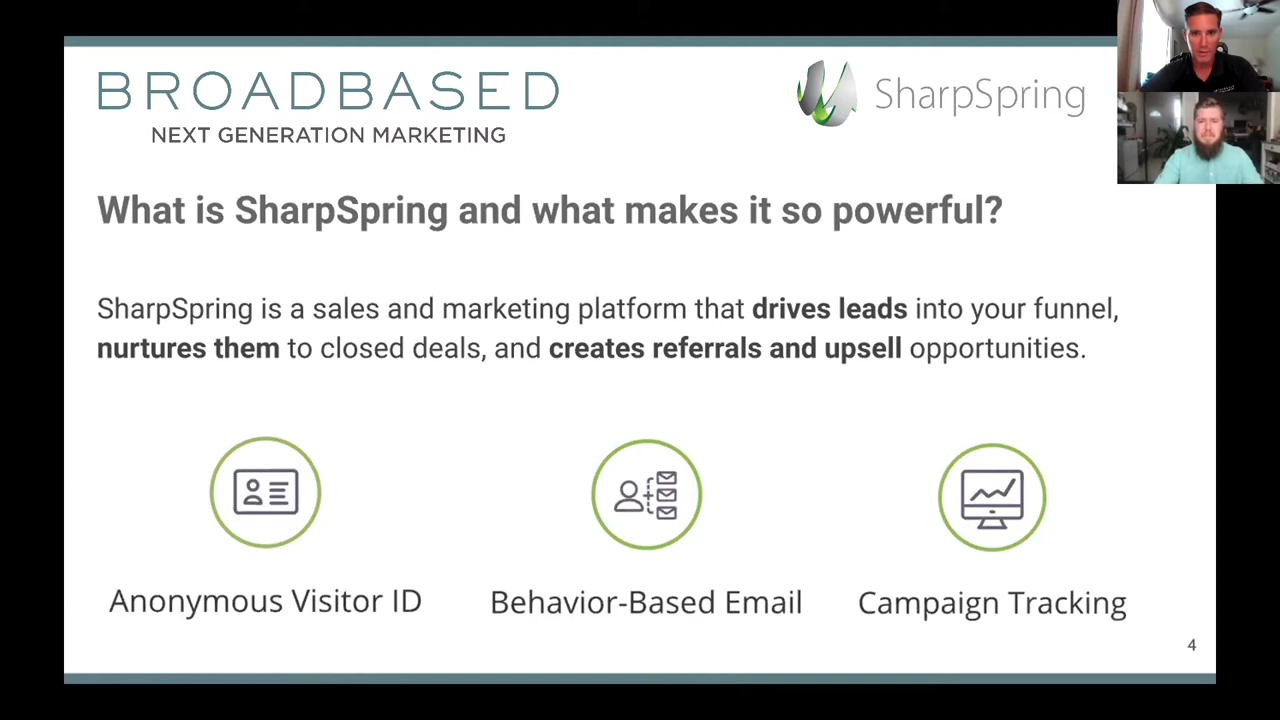 BROADBASED
NEXT GENERATION MARKETING
SharpSpring
What is SharpSpring and what makes it so powerful?
SharpSpring is a sales and marketing platform that drives leads into your funnel,
nurtures them to closed deals, and creates referrals and upsell opportunities.
Anonymous Visitor ID
Behavior-Based Email
Campaign Tracking
4